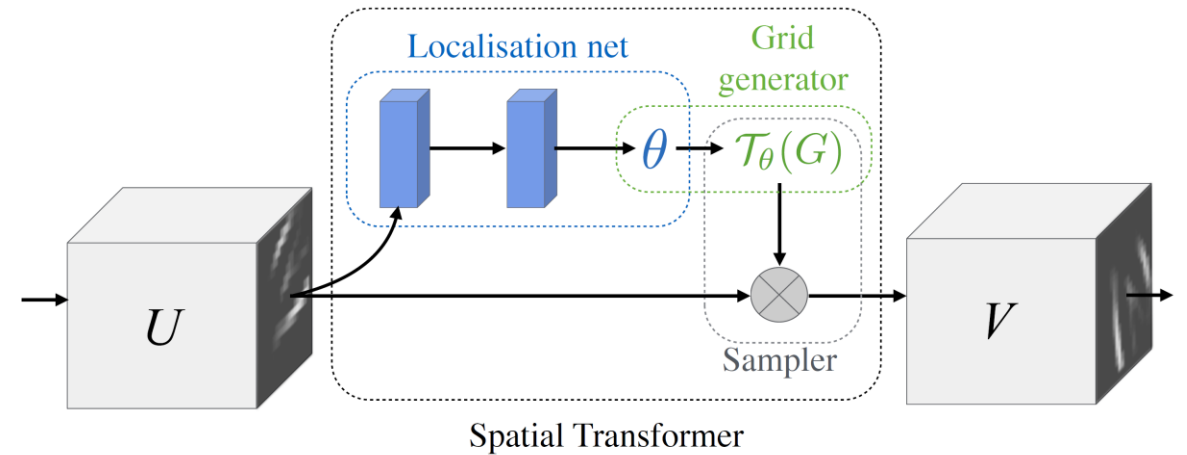 Localisation net
Grid
generator
θ
𝒯θ(G)
U
V
Sampler
Spatial Transformer